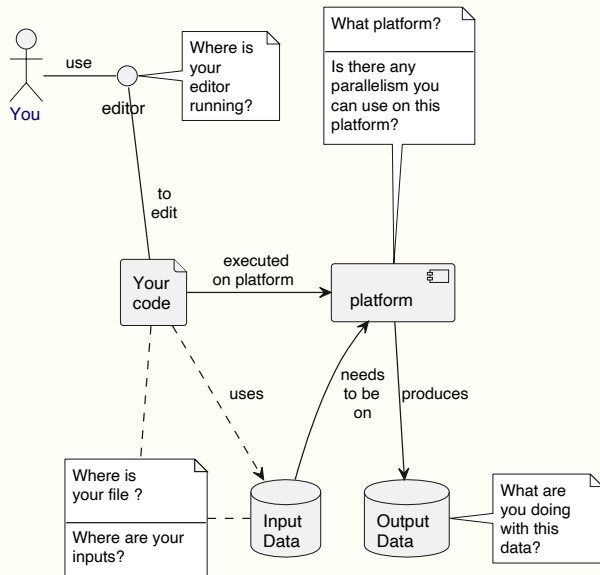 What platform?
Is there any
parallelism you
can use on this
platform?
Where is
your
editor
running?
use
You
editor
to
edit
executed
on platform
Your
code
platform
uses
needs
to be
on
produces
Where is
your file ?
Where are your
inputs?
Input
Data
Output
Data
What are
you doing
with this
data?